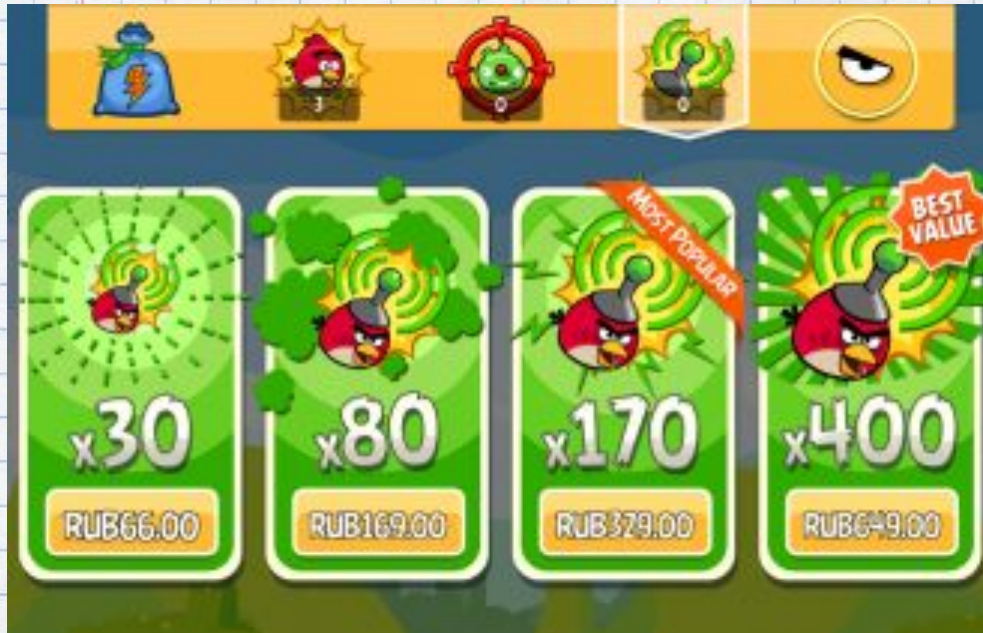 3
0
0
MOST POPULAR
BEST
VALUE
x30
x80
x170
x400
RUB66.00
RUB169.00
RUB329.00
RUB649.00